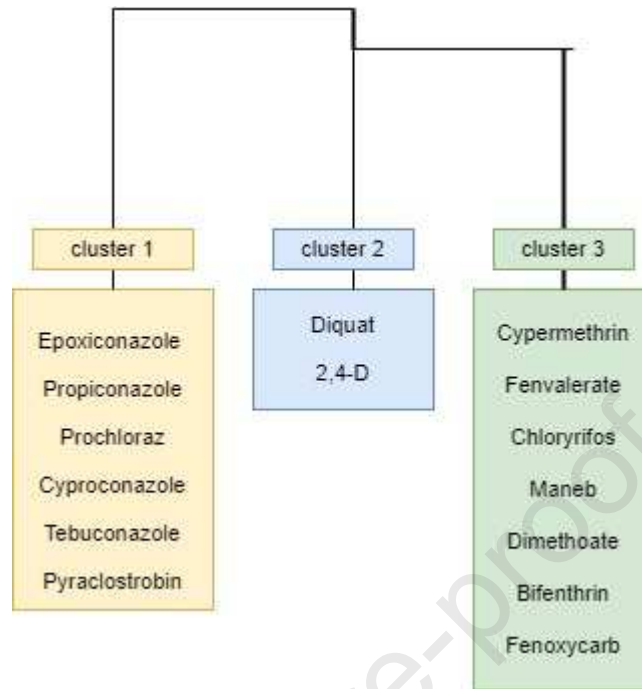 cluster 1
cluster 2
cluster 3
Epoxiconazole
Propiconazole
Prochloraz
Cyproconazole
Tebuconazole
Pyraclostrobin
Diquat
2,4-D
Cypermethrin
Fenvalerate
Chloryrifos
Maneb
Dimethoate
Bifenthrin
Fenoxycarb
e-proof